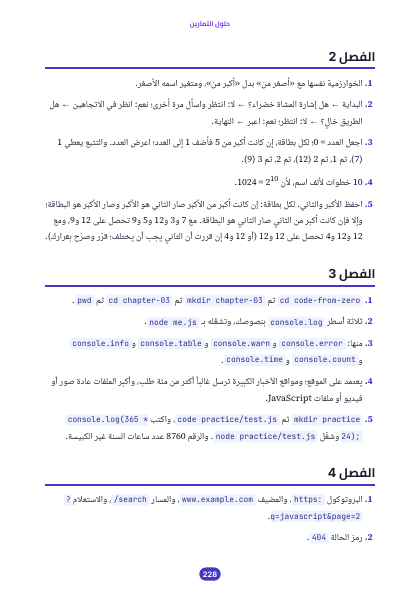 حلول التمارين
الفصل 2
1. الخوارزمية نفسها مع «أصغر من» بدل «أكبر من»، ومتغير اسمه الأصغر.
2. البداية ← هل إشارة المشاة خضراء؟ ← لا: انتظر واسأل مرة أخرى؛ نعم: انظر في الاتجاهين ← هل
الطريق خالٍ؟ ← لا: انتظر؛ نعم: اعبر ← النهاية.
3. اجعل العدد = 0؛ لكل بطاقة، إن كانت أكبر من 5 فأضف 1 إلى العدد؛ اعرض العدد. والتتبع يعطي 1
(7)، ثم 1، ثم 2 (12)، ثم 2، ثم 3 (9).
4. 10 خطوات لألف اسم، لأن 2^10 = 1024.
5. احفظ الأكبر والثاني. لكل بطاقة: إن كانت أكبر من الأكبر صار الثاني هو الأكبر وصار الأكبر هو البطاقة؛
وإلا فإن كانت أكبر من الثاني صار الثاني هو البطاقة. مع 7 و3 و12 و5 و9 تحصل على 12 و9، ومع
12 و12 و4 تحصل على 12 و12 (أو 12 و4 إن قررت أن الثاني يجب أن يختلف؛ قرّر وصرّح بقرارك).
الفصل 3
1. cd code-from-zero ثم mkdir chapter-03 ثم cd chapter-03 ثم pwd .
2. ثلاثة أسطر console.log بنصوصك، وتشغّله بـ node me.js .
3. منها: console.error و console.warn و console.table و console.info
و console.count و console.time .
4. يعتمد على الموقع؛ ومواقع الأخبار الكبيرة ترسل غالباً أكثر من مئة طلب، وأكبر الملفات عادة صور أو
فيديو أو ملفات JavaScript.
5. mkdir practice ثم code practice/test.js ، واكتب console.log(365 *
24); وشغّل node practice/test.js . والرقم 8760 عدد ساعات السنة غير الكبيسة.
الفصل 4
1. البروتوكول https: ، والمضيف www.example.com ، والمسار /search ، والاستعلام ?
q=javascript&page=2.
2. رمز الحالة 404 .
228